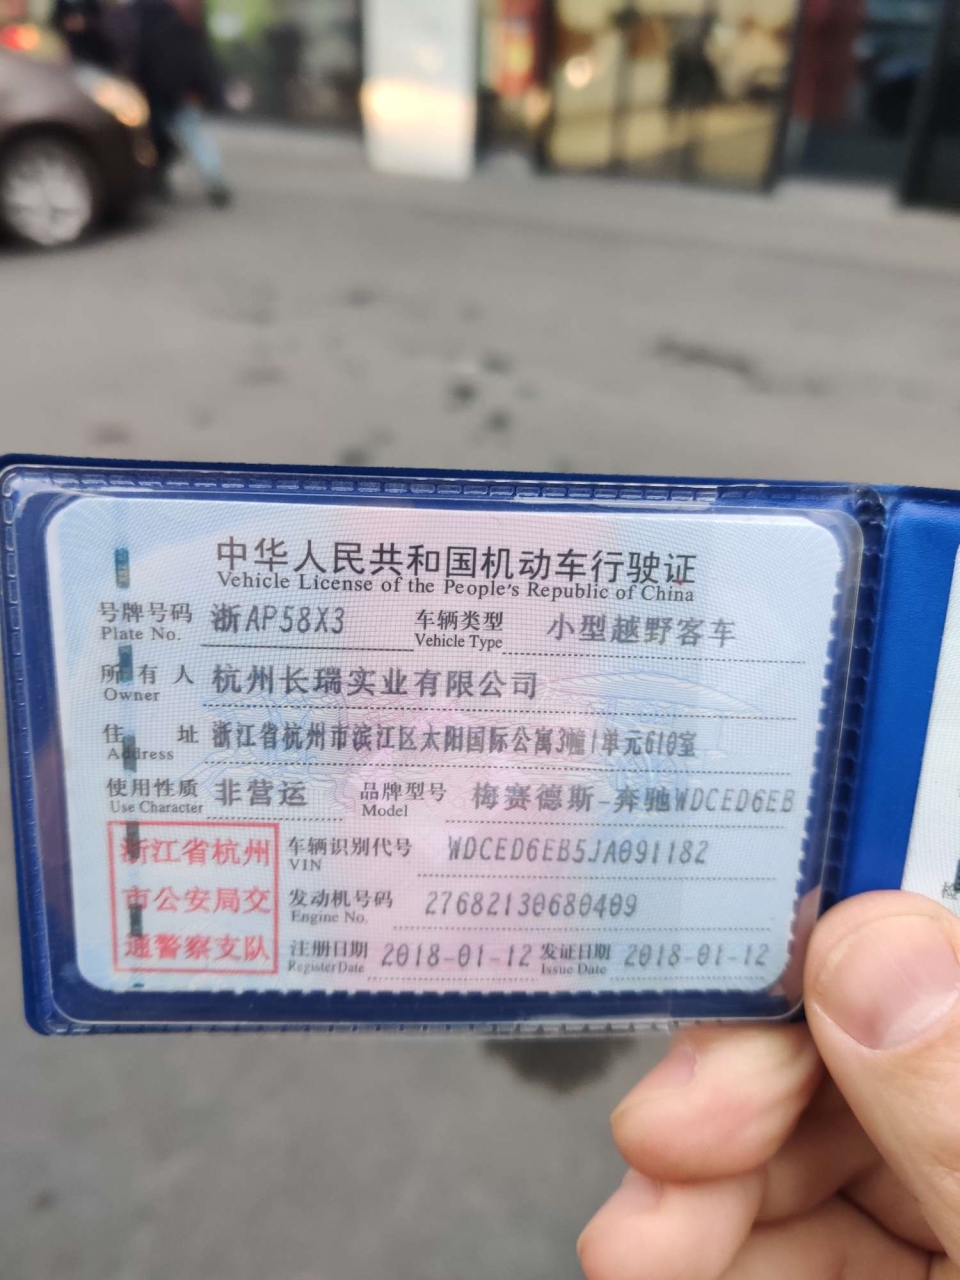 中华人民共和国机动车行驶证
Vehicle License of the People's Republic of China
号牌号码 浙AP58X3 车辆类型 小型越野客车
Plate No. Vehicle Type
所有人 杭州长瑞实业有限公司
Owner
住址 浙江省杭州市滨江区太阳国际公寓3幢1单元610室
Address
使用性质 非营运 品牌型号 梅赛德斯-奔驰WDCED6EB
Use Character Model
浙江省杭州 车辆识别代号 WDCED6EB5JA091182
VIN
市公安局交 发动机号码 27682130680409
Engine No.
通警察支队 注册日期 2018-01-12 发证日期 2018-01-12
Register Date Issue Date